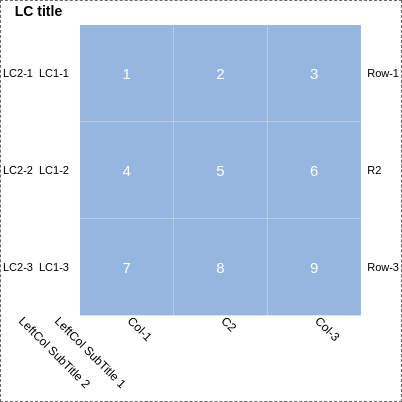 LC title
LC2-1 LC1-1 1 2 3 Row-1
LC2-2 LC1-2 4 5 6 R2
LC2-3 LC1-3 7 8 9 Row-3
LeftCol SubTitle 2
LeftCol SubTitle 1
Col-1
C2
Col-3